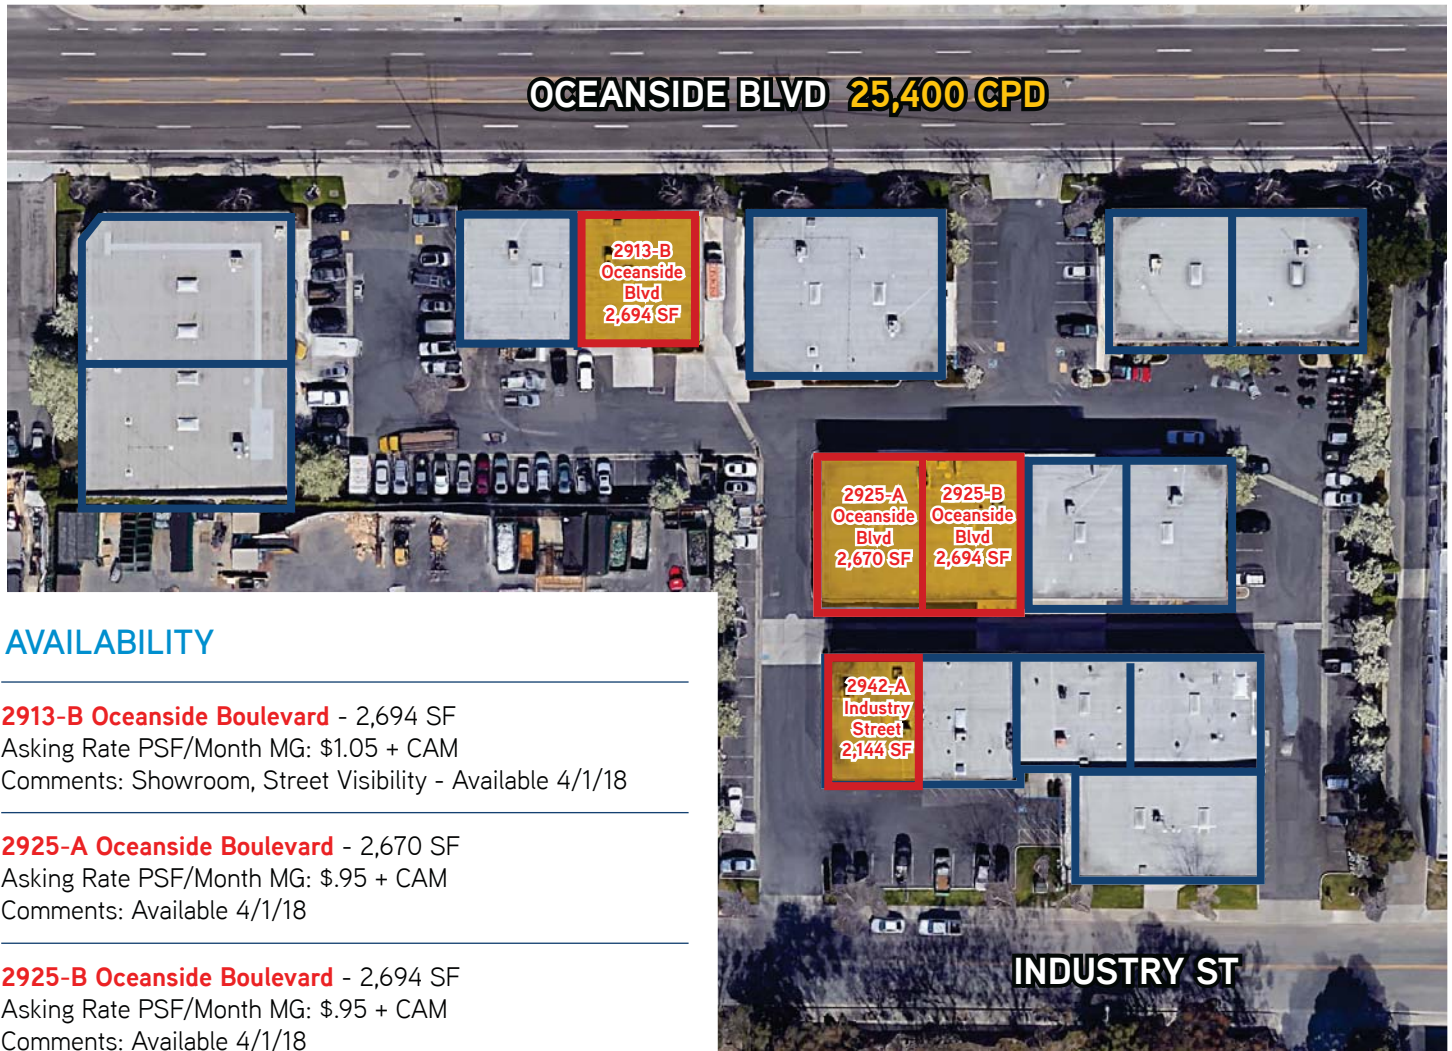 OCEANSIDE BLVD 25,400 CPD
2913-B
Oceanside
Blvd
2,694 SF
2925-A
Oceanside
Blvd
2,670 SF
2925-B
Oceanside
Blvd
2,694 SF
2942-A
Industry
Street
2,144 SF
INDUSTRY ST
AVAILABILITY
2913-B Oceanside Boulevard - 2,694 SF
Asking Rate PSF/Month MG: $1.05 + CAM
Comments: Showroom, Street Visibility - Available 4/1/18
2925-A Oceanside Boulevard - 2,670 SF
Asking Rate PSF/Month MG: $.95 + CAM
Comments: Available 4/1/18
2925-B Oceanside Boulevard - 2,694 SF
Asking Rate PSF/Month MG: $.95 + CAM
Comments: Available 4/1/18